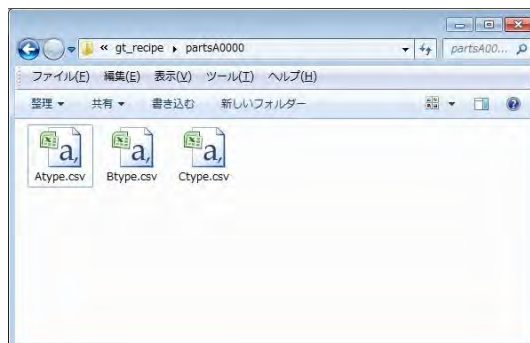 « gt_recipe ▸ partsA0000
partsA00...
ファイル(F) 編集(E) 表示(V) ツール(T) ヘルプ(H)
整理 ▼ 共有 ▼ 書き込む 新しいフォルダー
Atype.csv Btype.csv Ctype.csv